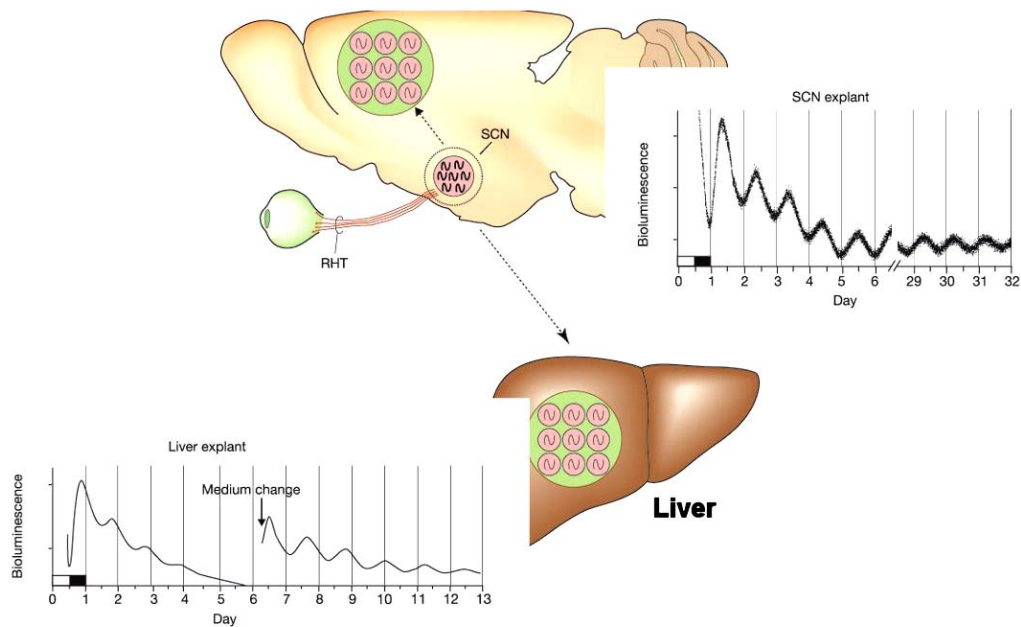 SCN
RHT
SCN explant
Bioluminescence
0 1 2 3 4 5 6 29 30 31 32
Day
Liver
Liver explant
Medium change
Bioluminescence
0 1 2 3 4 5 6 7 8 9 10 11 12 13
Day